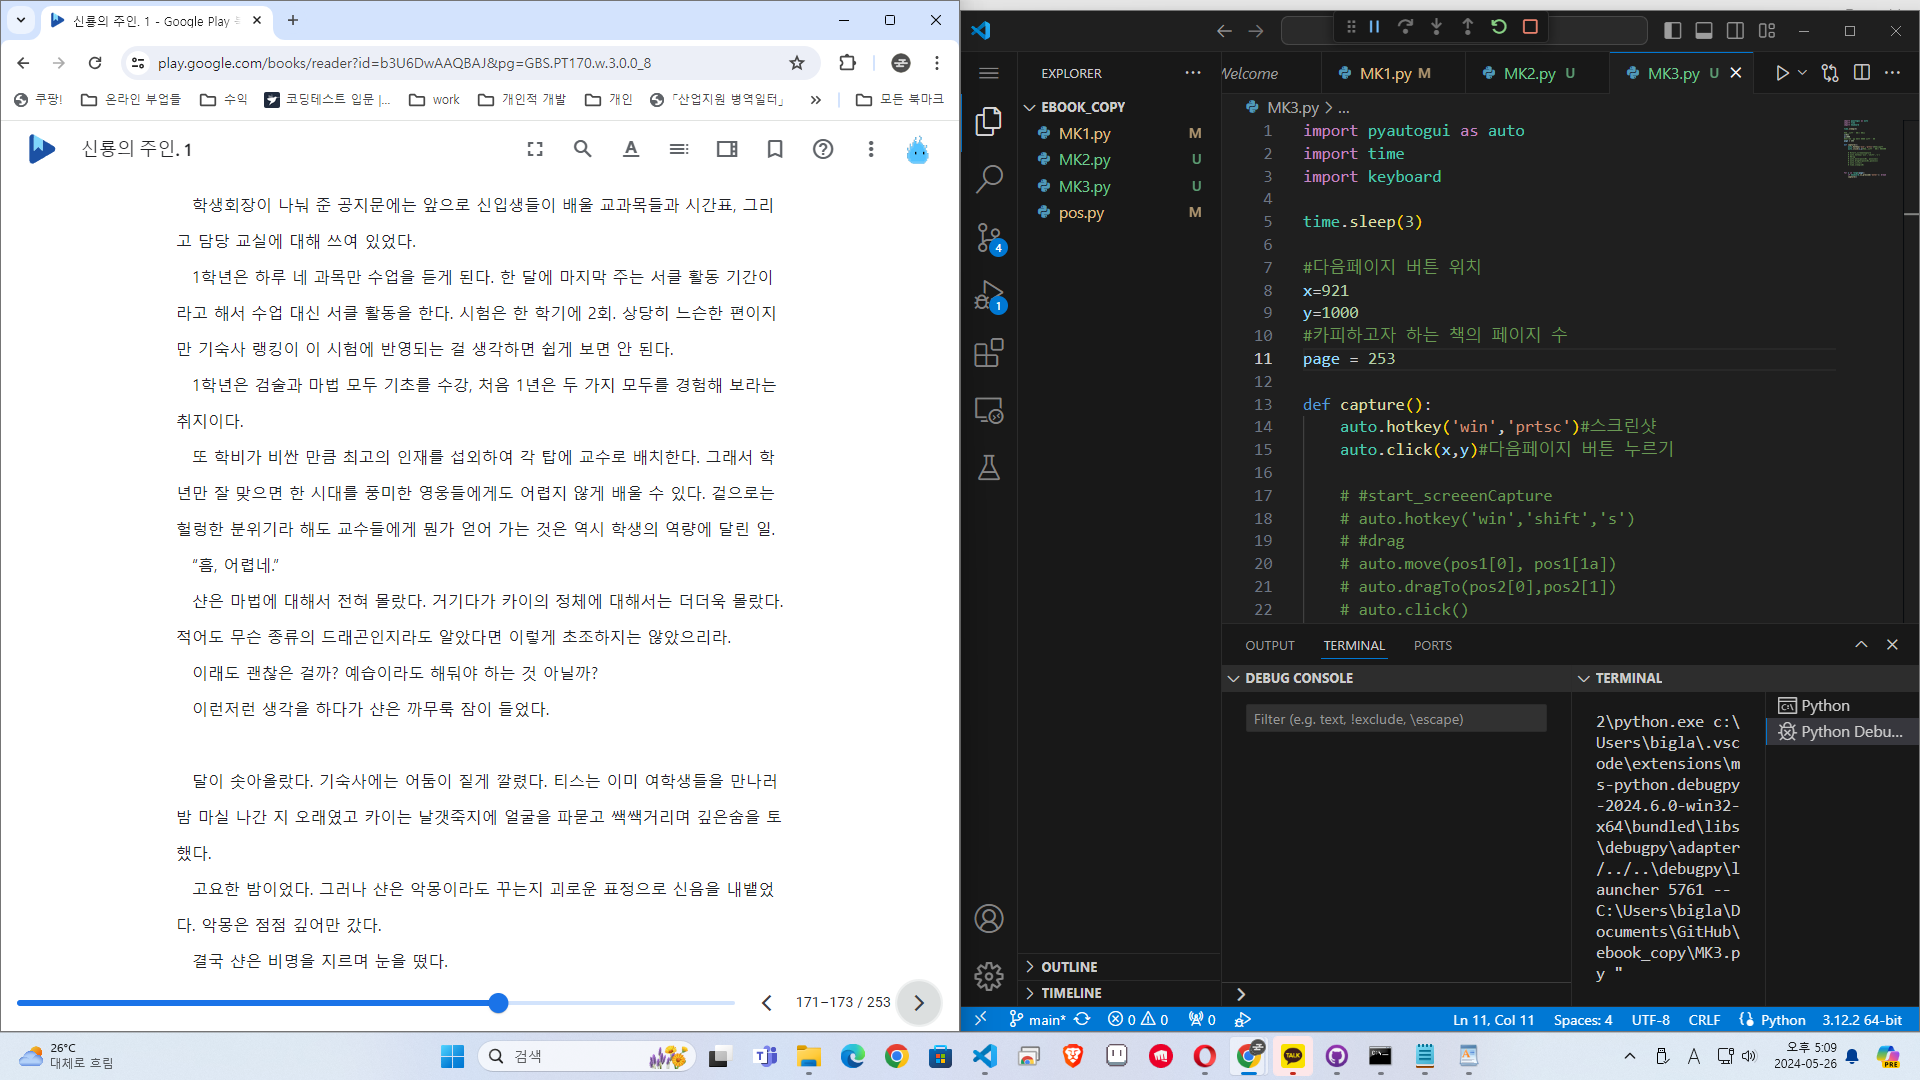 신룡의 주인. 1 - Google Play
play.google.com/books/reader?id=b3U6DwAAQBAJ&pg=GBS.PT170.w.3.0.0_8
쿠팡! 온라인 부업들 수익 코딩테스트 입문 |... work 개인적 개발 개인 「산업지원 병역일터」 » 모든 북마크
신룡의 주인. 1
학생회장이 나눠 준 공지문에는 앞으로 신입생들이 배울 교과목들과 시간표, 그리
고 담당 교실에 대해 쓰여 있었다.
1학년은 하루 네 과목만 수업을 듣게 된다. 한 달에 마지막 주는 서클 활동 기간이
라고 해서 수업 대신 서클 활동을 한다. 시험은 한 학기에 2회. 상당히 느슨한 편이지
만 기숙사 랭킹이 이 시험에 반영되는 걸 생각하면 쉽게 보면 안 된다.
1학년은 검술과 마법 모두 기초를 수강, 처음 1년은 두 가지 모두를 경험해 보라는
취지이다.
또 학비가 비싼 만큼 최고의 인재를 섭외하여 각 탑에 교수로 배치한다. 그래서 학
년만 잘 맞으면 한 시대를 풍미한 영웅들에게도 어렵지 않게 배울 수 있다. 겉으로는
헐렁한 분위기라 해도 교수들에게 뭔가 얻어 가는 것은 역시 학생의 역량에 달린 일.
“흠, 어렵네.”
샨은 마법에 대해서 전혀 몰랐다. 거기다가 카이의 정체에 대해서는 더더욱 몰랐다.
적어도 무슨 종류의 드래곤인지라도 알았다면 이렇게 초조하지는 않았으리라.
이래도 괜찮은 걸까? 예습이라도 해둬야 하는 것 아닐까?
이런저런 생각을 하다가 샨은 까무룩 잠이 들었다.
달이 솟아올랐다. 기숙사에는 어둠이 짙게 깔렸다. 티스는 이미 여학생들을 만나러
밤 마실 나간 지 오래였고 카이는 날갯죽지에 얼굴을 파묻고 쌕쌕거리며 깊은숨을 토
했다.
고요한 밤이었다. 그러나 샨은 악몽이라도 꾸는지 괴로운 표정으로 신음을 내뱉었
다. 악몽은 점점 깊어만 갔다.
결국 샨은 비명을 지르며 눈을 떴다.
171–173 / 253
EXPLORER
EBOOK_COPY
MK1.py M
MK2.py U
MK3.py U
pos.py M
OUTLINE
TIMELINE
Welcome MK1.py M MK2.py U MK3.py U
MK3.py > ...
1 import pyautogui as auto
2 import time
3 import keyboard
4
5 time.sleep(3)
6
7 #다음페이지 버튼 위치
8 x=921
9 y=1000
10 #카피하고자 하는 책의 페이지 수
11 page = 253
12
13 def capture():
14 auto.hotkey('win','prtsc')#스크린샷
15 auto.click(x,y)#다음페이지 버튼 누르기
16
17 # #start_screeenCapture
18 # auto.hotkey('win','shift','s')
19 # #drag
20 # auto.move(pos1[0], pos1[1a])
21 # auto.dragTo(pos2[0],pos2[1])
22 # auto.click()
OUTPUT TERMINAL PORTS
DEBUG CONSOLE
Filter (e.g. text, !exclude, \escape)
TERMINAL
2\python.exe c:\
Users\bigla\.vsc
ode\extensions\m
s-python.debugpy
-2024.6.0-win32-
x64\bundled\libs
\debugpy\adapter
/../..\debugpy\l
auncher 5761 --
C:\Users\bigla\D
ocuments\GitHub\
ebook_copy\MK3.p
y "
Python
Python Debu...
4
1
main* 0 0 0 Ln 11, Col 11 Spaces: 4 UTF-8 CRLF Python 3.12.2 64-bit
26°C
대체로 흐림
검색
TALK
A
오후 5:09
2024-05-26
PRE